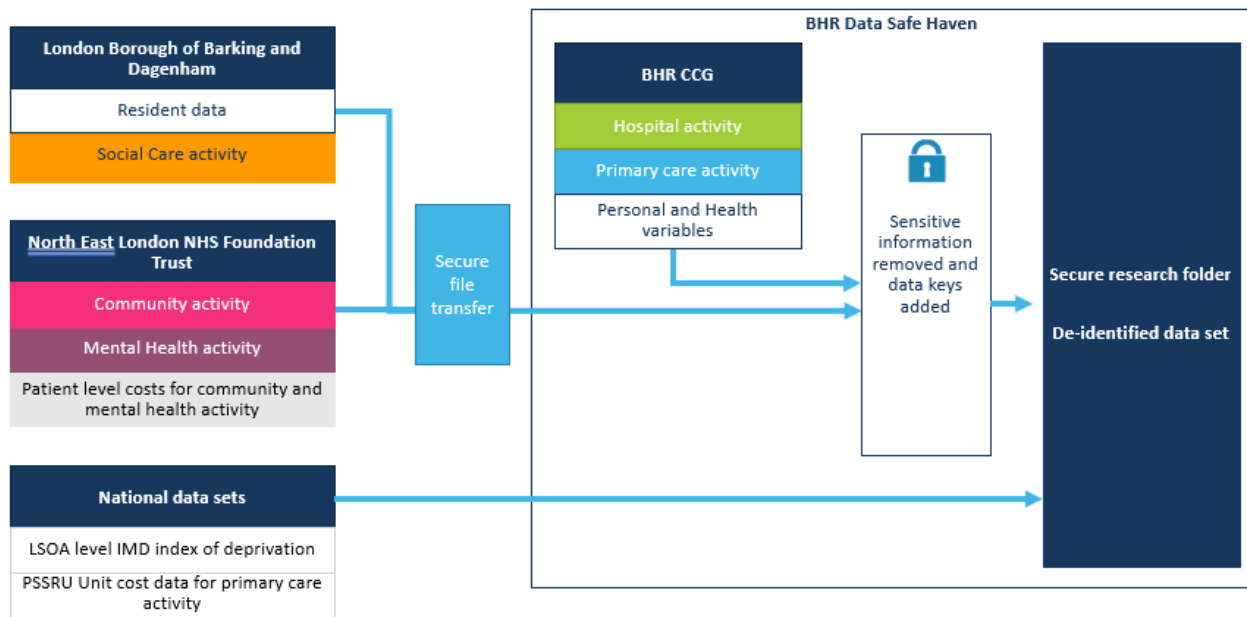 London Borough of Barking and
Dagenham
Resident data
Social Care activity
North East London NHS Foundation
Trust
Community activity
Mental Health activity
Patient level costs for community and
mental health activity
National data sets
LSOA level IMD index of deprivation
PSSRU Unit cost data for primary care
activity
Secure
file
transfer
BHR Data Safe Haven
BHR CCG
Hospital activity
Primary care activity
Personal and Health
variables
Sensitive
information
removed and
data keys
added
Secure research folder
De-identified data set